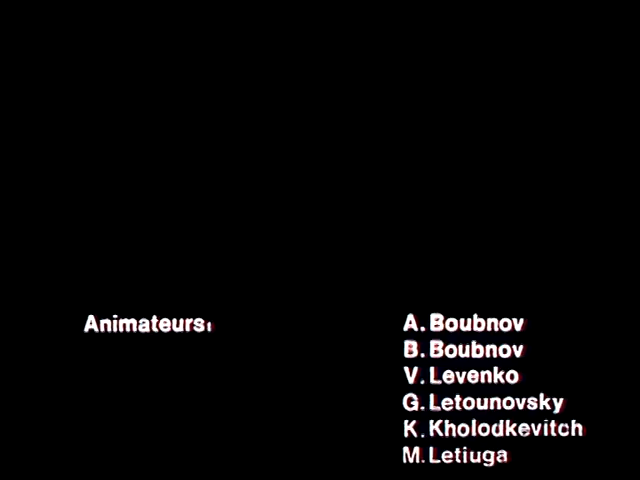 Animateurs: A. Boubnov
B. Boubnov
V. Levenko
G. Letounovsky
K. Kholodkevitch
M. Letiuga